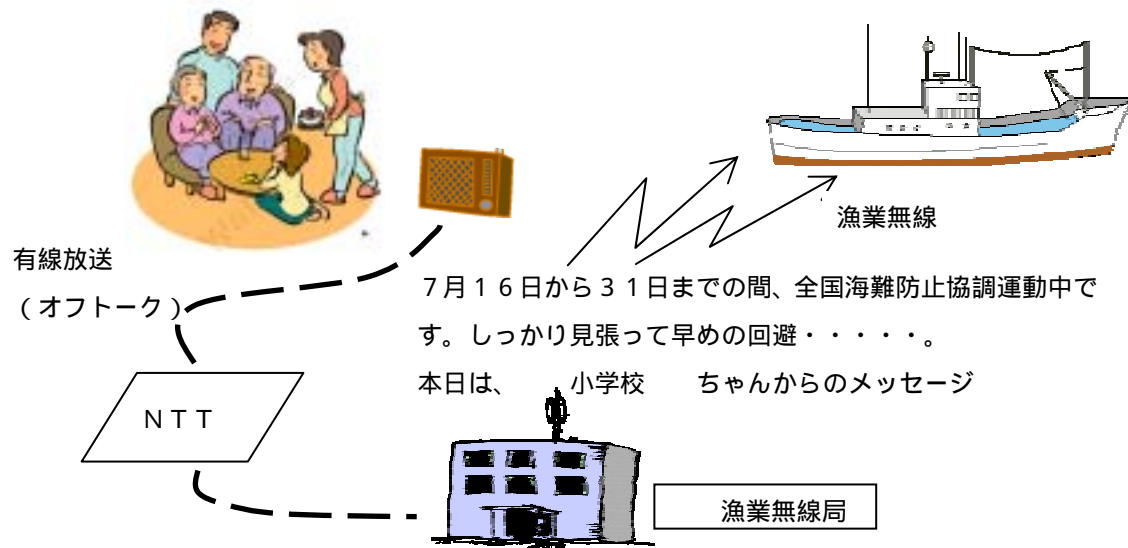 漁業無線
有線放送
（オフトーク）
７月１６日から３１日までの間、全国海難防止協調運動中で
す。しっかり見張って早めの回避・・・・・。
本日は、　　小学校　　ちゃんからのメッセージ
ＮＴＴ
漁業無線局